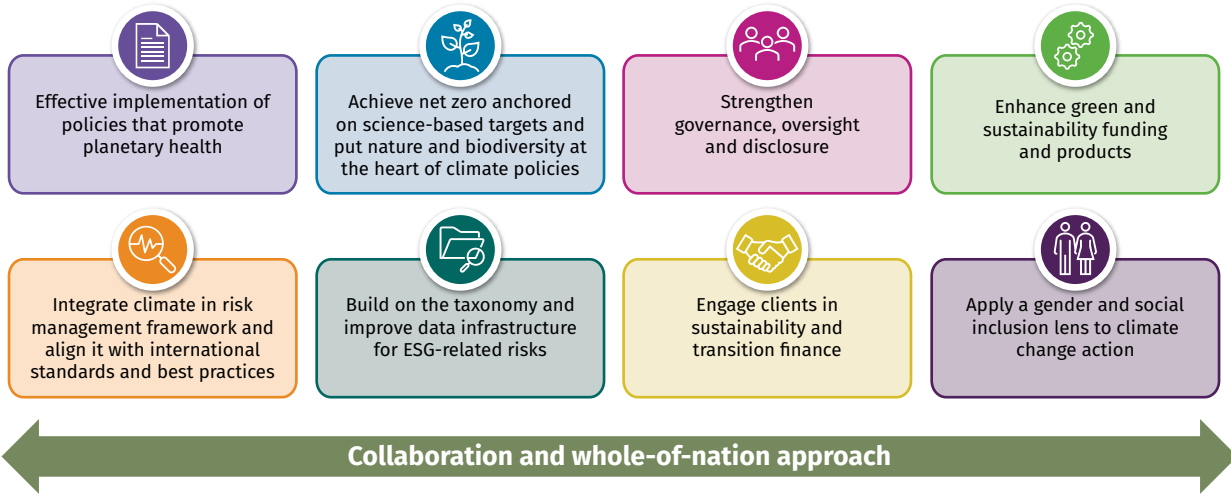 Effective implementation of
policies that promote
planetary health
Achieve net zero anchored
on science-based targets and
put nature and biodiversity at
the heart of climate policies
Strengthen
governance, oversight
and disclosure
Enhance green and
sustainability funding
and products
Integrate climate in risk
management framework and
align it with international
standards and best practices
Build on the taxonomy and
improve data infrastructure
for ESG-related risks
Engage clients in
sustainability and
transition finance
Apply a gender and social
inclusion lens to climate
change action
Collaboration and whole-of-nation approach